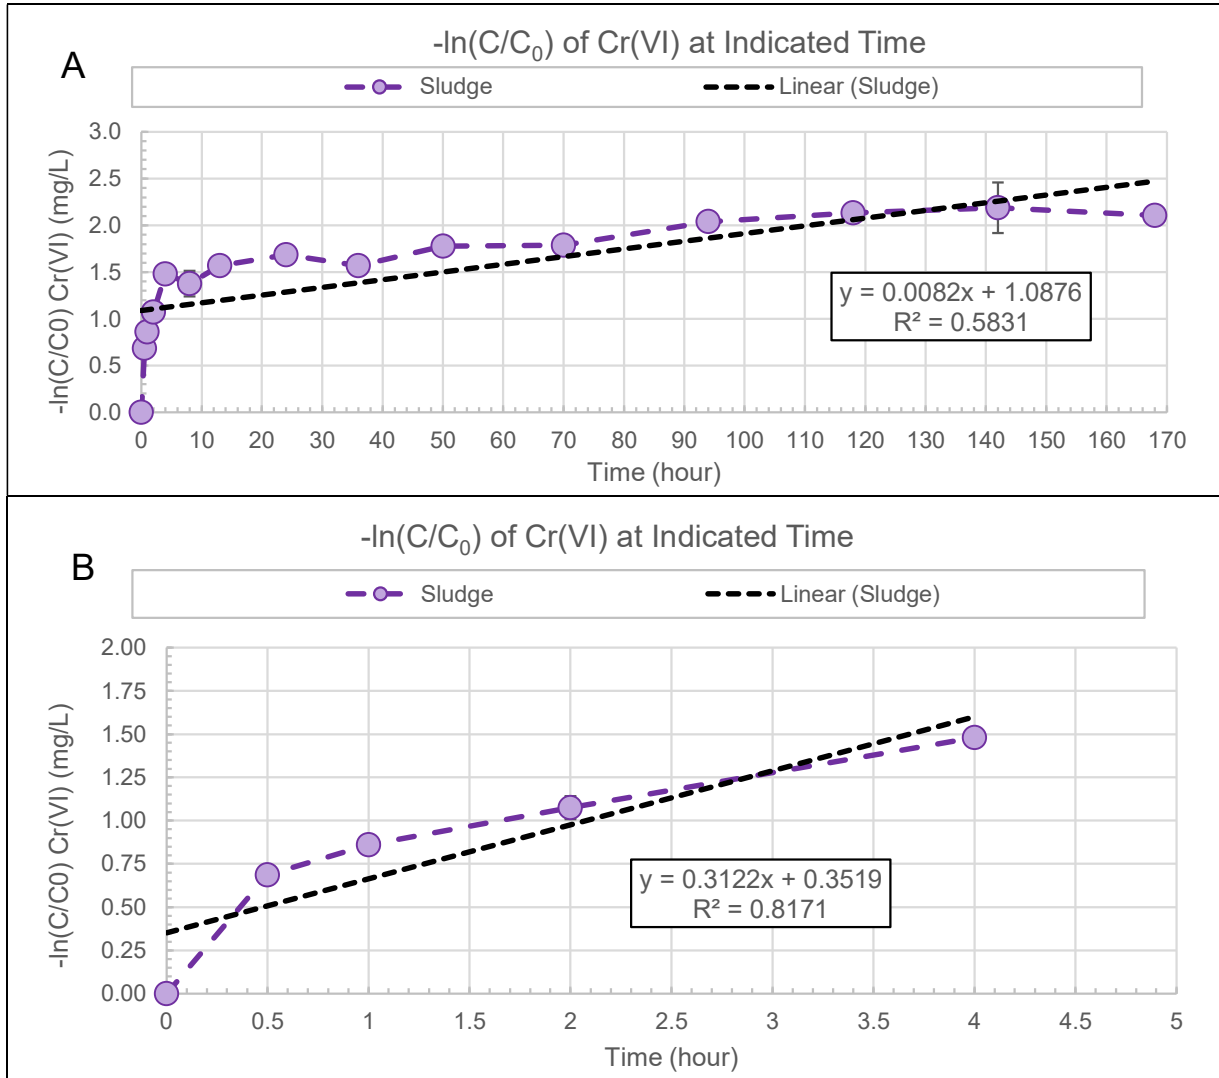 A
-ln(C/C₀) of Cr(VI) at Indicated Time
Sludge Linear (Sludge)
-ln(C/C0) Cr(VI) (mg/L)
3.0
2.5
2.0
1.5
1.0
0.5
0.0
y = 0.0082x + 1.0876
R² = 0.5831
0 10 20 30 40 50 60 70 80 90 100 110 120 130 140 150 160 170
Time (hour)
B
-ln(C/C₀) of Cr(VI) at Indicated Time
Sludge Linear (Sludge)
-ln(C/C0) Cr(VI) (mg/L)
2.00
1.75
1.50
1.25
1.00
0.75
0.50
0.25
0.00
y = 0.3122x + 0.3519
R² = 0.8171
0 0.5 1 1.5 2 2.5 3 3.5 4 4.5 5
Time (hour)